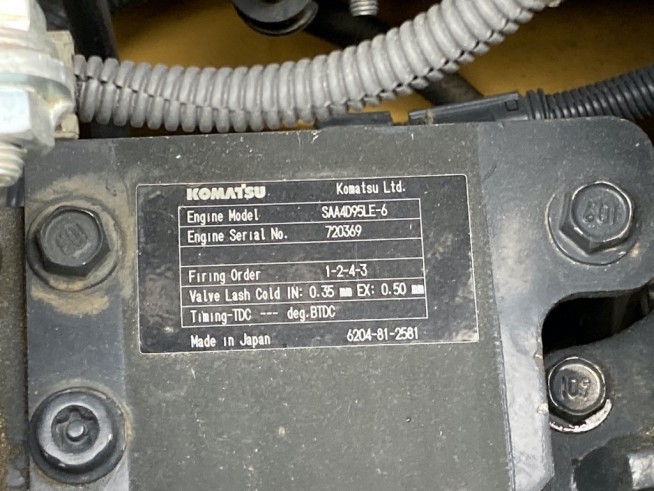 KOMATSU Komatsu Ltd.
Engine Model SAA4D95LE-6
Engine Serial No. 720369
Firing Order 1-2-4-3
Valve Lash Cold IN: 0.35 mm EX: 0.50 mm
Timing-TDC --- deg.BTDC
Made in Japan 6204-81-2581